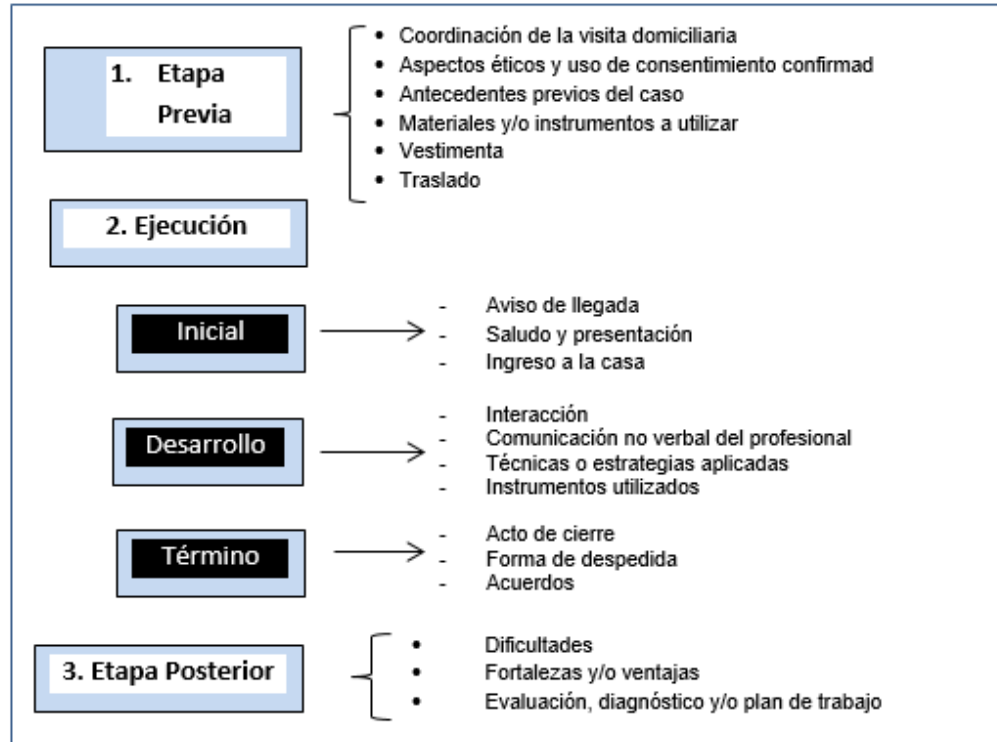 1. Etapa
Previa
• Coordinación de la visita domiciliaria
• Aspectos éticos y uso de consentimiento confirmad
• Antecedentes previos del caso
• Materiales y/o instrumentos a utilizar
• Vestimenta
• Traslado
2. Ejecución
Inicial
- Aviso de llegada
- Saludo y presentación
- Ingreso a la casa
Desarrollo
- Interacción
- Comunicación no verbal del profesional
- Técnicas o estrategias aplicadas
- Instrumentos utilizados
Término
- Acto de cierre
- Forma de despedida
- Acuerdos
3. Etapa Posterior
• Dificultades
• Fortalezas y/o ventajas
• Evaluación, diagnóstico y/o plan de trabajo